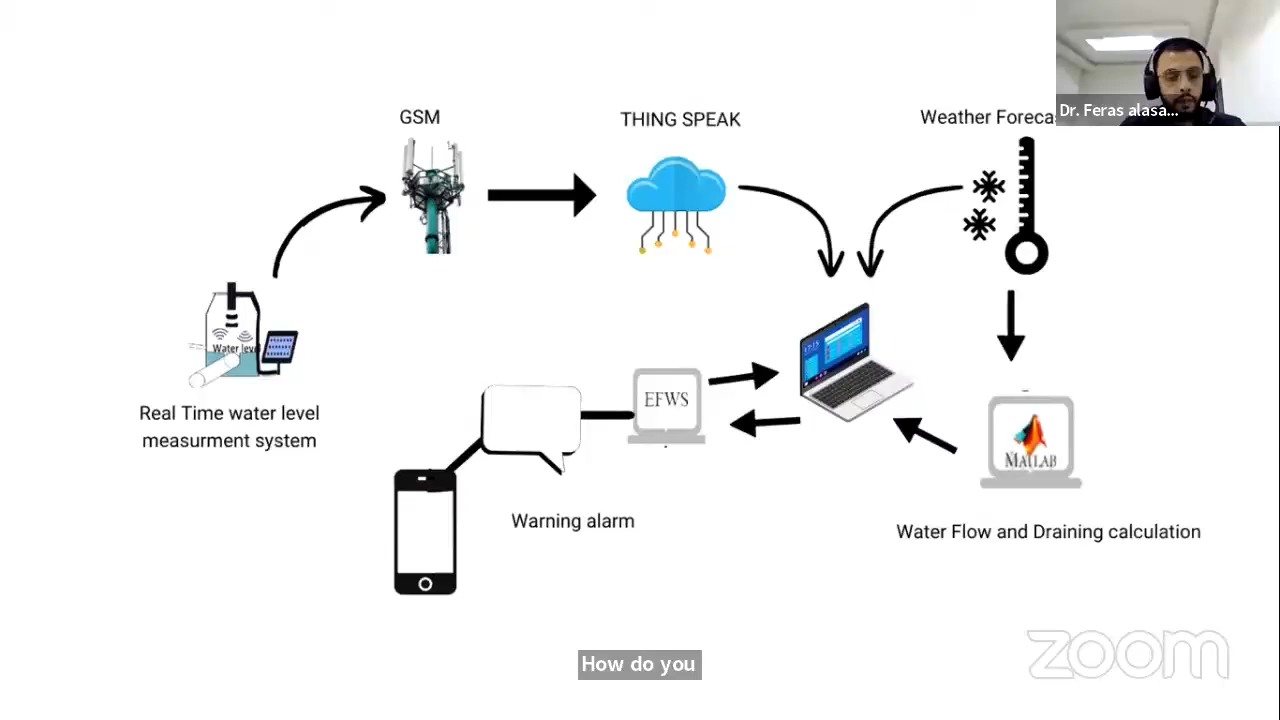 GSM
THING SPEAK
Weather Foreca
Dr. Feras alasa...
Water leve
Real Time water level
measurment system
EFWS
MATLAB
Warning alarm
Water Flow and Draining calculation
How do you
zoom